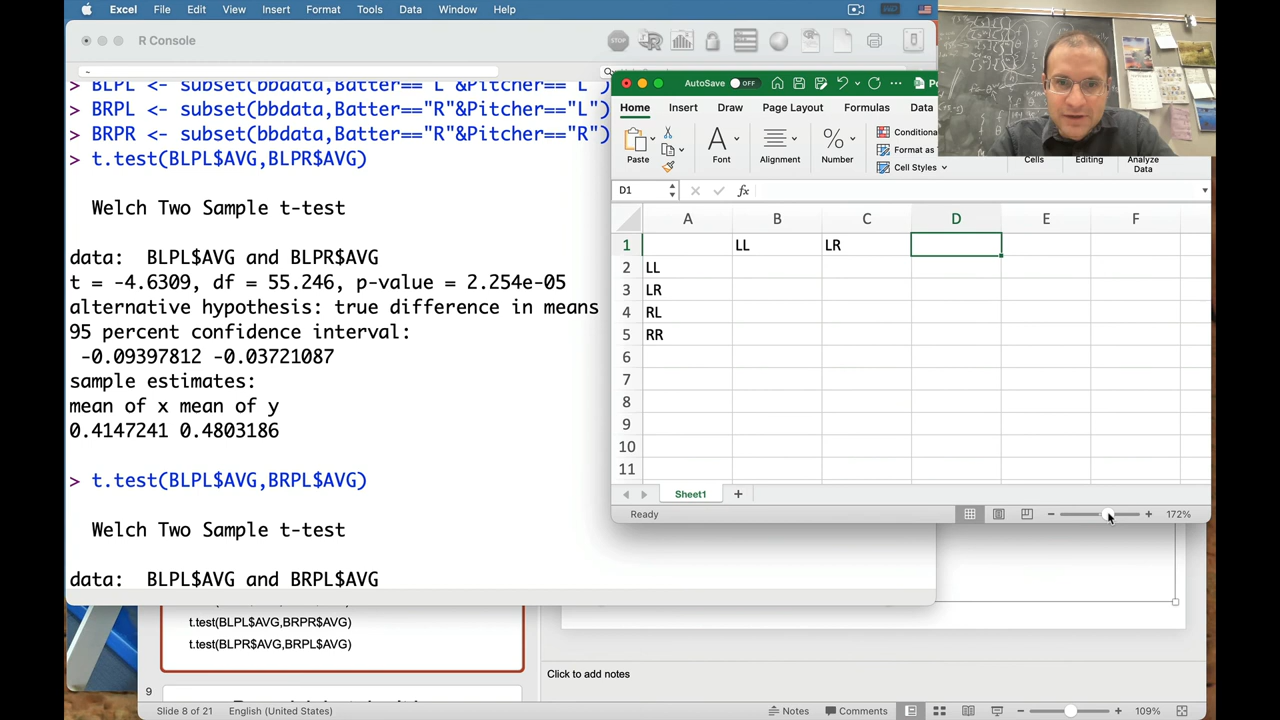 Excel File Edit View Insert Format Tools Data Window Help
R Console
STOP
~
> BLPL <- subset(bbdata,Batter=="L"&Pitcher=="L")
> BRPL <- subset(bbdata,Batter=="R"&Pitcher=="L")
> BRPR <- subset(bbdata,Batter=="R"&Pitcher=="R")
> t.test(BLPL$AVG,BLPR$AVG)
Welch Two Sample t-test
data: BLPL$AVG and BLPR$AVG
t = -4.6309, df = 55.246, p-value = 2.254e-05
alternative hypothesis: true difference in means
95 percent confidence interval:
-0.09397812 -0.03721087
sample estimates:
mean of x mean of y
0.4147241 0.4803186
> t.test(BLPL$AVG,BRPL$AVG)
Welch Two Sample t-test
data: BLPL$AVG and BRPL$AVG
AutoSave OFF
Home Insert Draw Page Layout Formulas Data
Paste Font Alignment Number
Conditiona
Format as
Cell Styles
Cells Editing Analyze
Data
D1 fx
A B C D E F
1 LL LR
2 LL
3 LR
4 RL
5 RR
6
7
8
9
10
11
Sheet1 +
Ready 172%
t.test(BLPL$AVG,BRPR$AVG)
t.test(BLPR$AVG,BRPL$AVG)
9
Click to add notes
Slide 8 of 21 English (United States) Notes Comments 109%